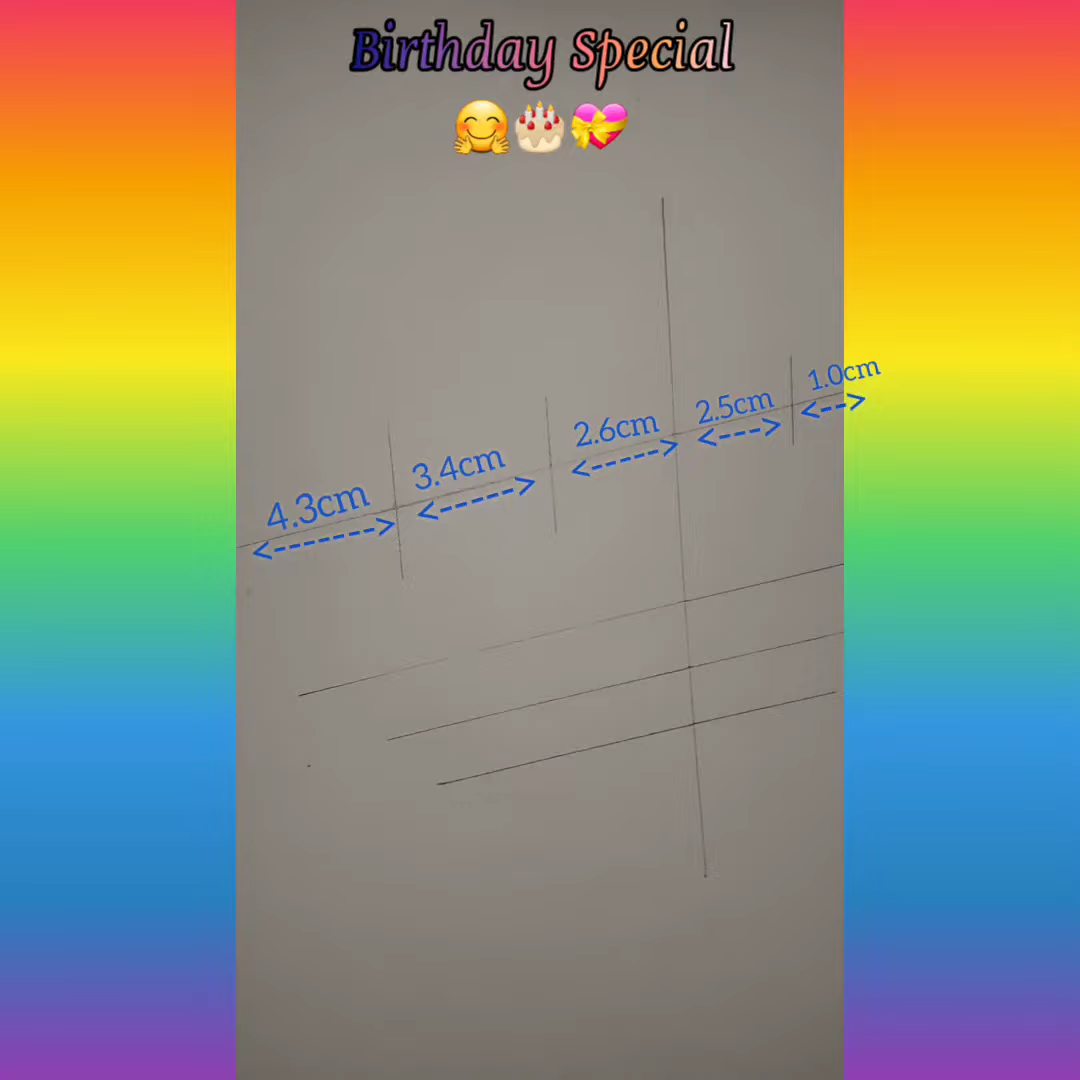 Birthday Special
🤗🎂💝
4.3cm
3.4cm
2.6cm
2.5cm
1.0cm